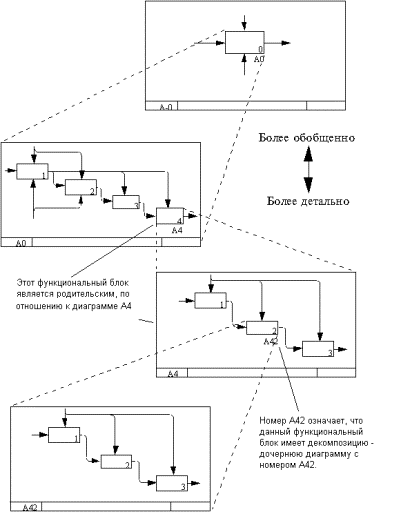 0
A0
A-0
Более обобщенно
Более детально
1
2
3
4
A4
A0
Этот функциональный блок
является родительским, по
отношению к диаграмме А4
1
2
A42
3
A4
Номер А42 означает, что
данный функциональный
блок имеет декомпозицию -
дочернюю диаграмму с
номером А42.
1
2
3
A42